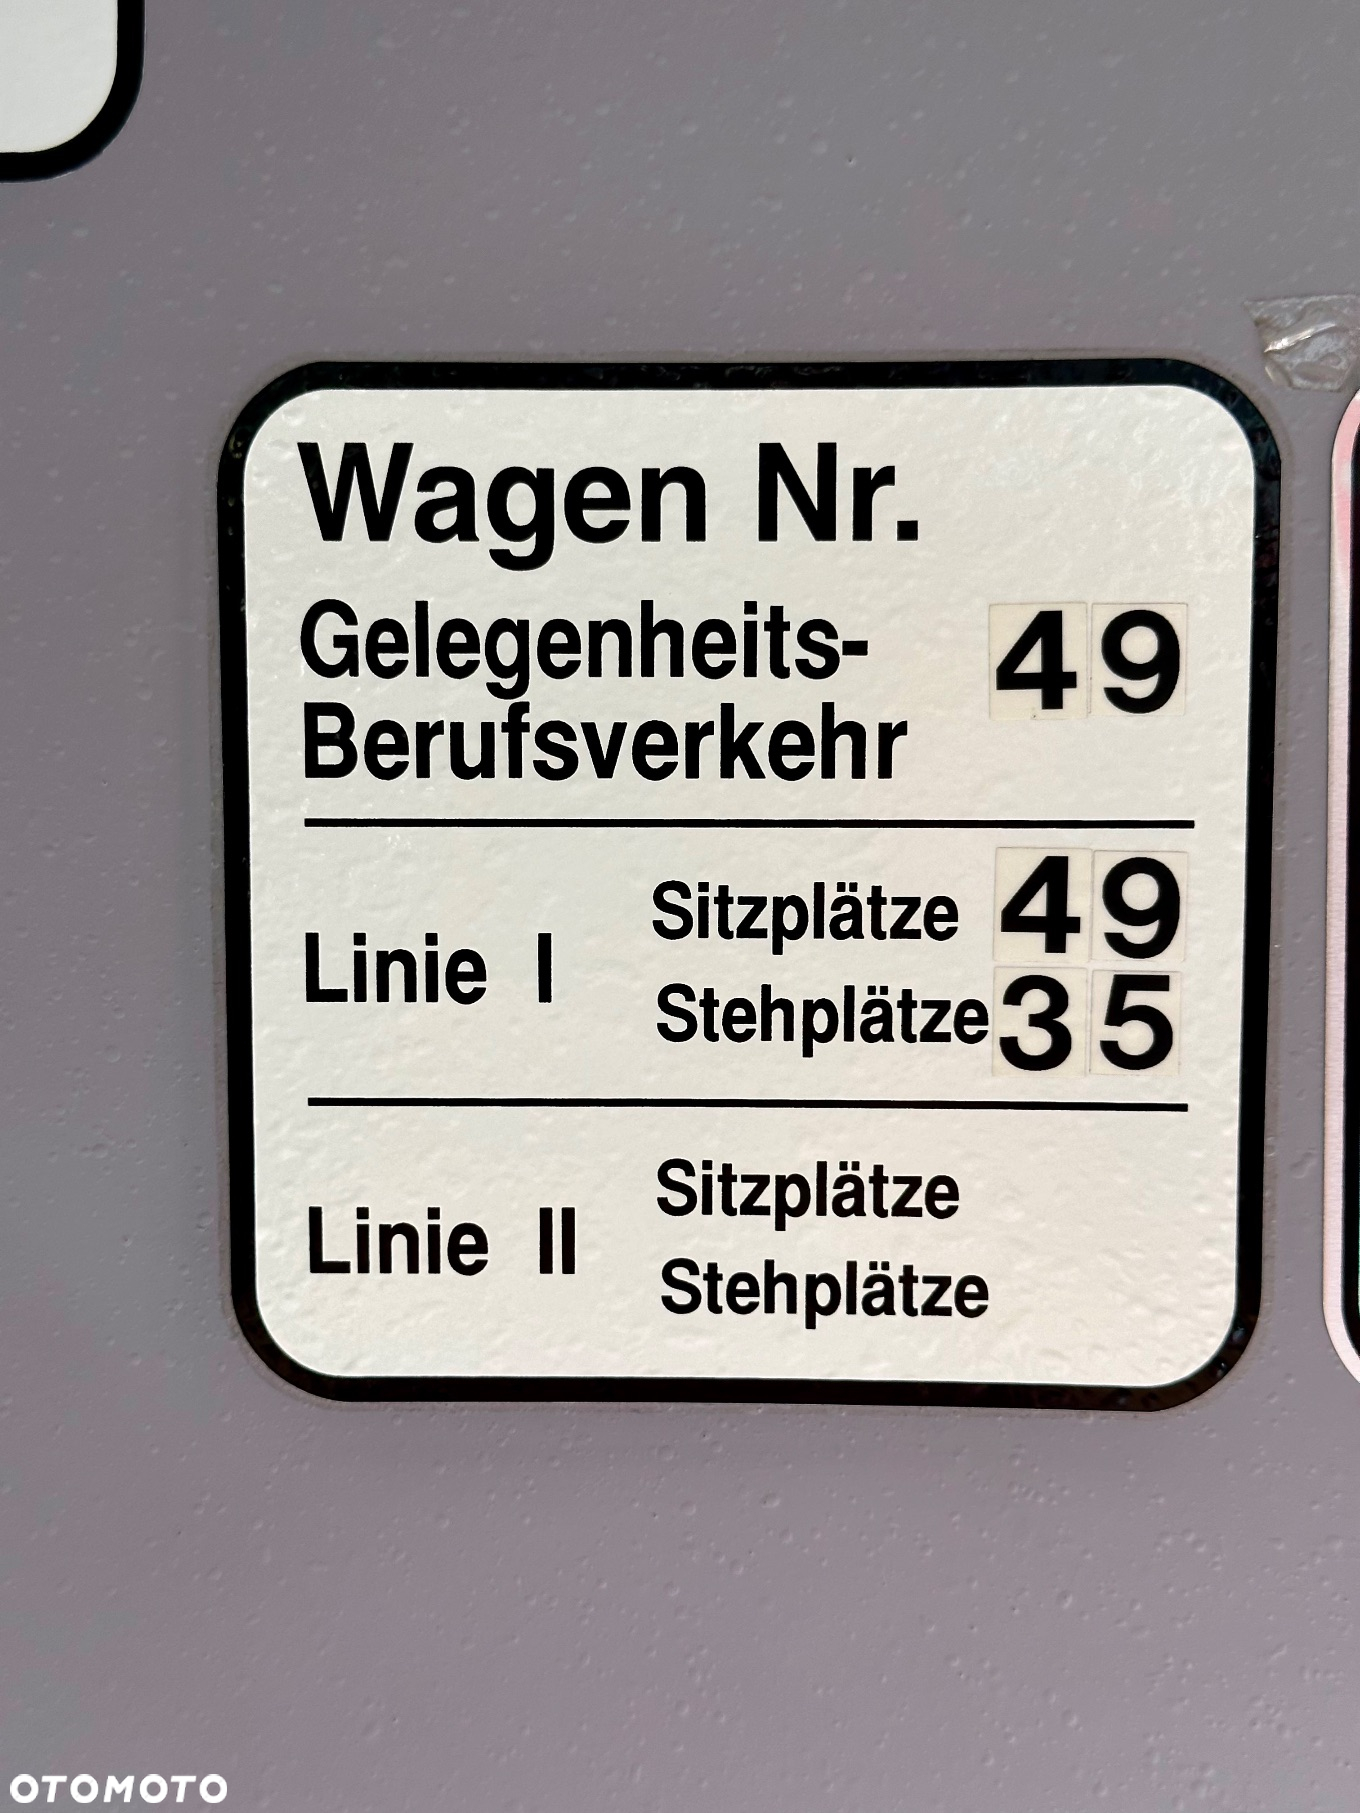 Wagen Nr.
Gelegenheits- 49
Berufsverkehr
Sitzplätze 49
Linie I
Stehplätze 35
Sitzplätze
Linie II
Stehplätze
OTOMOTO